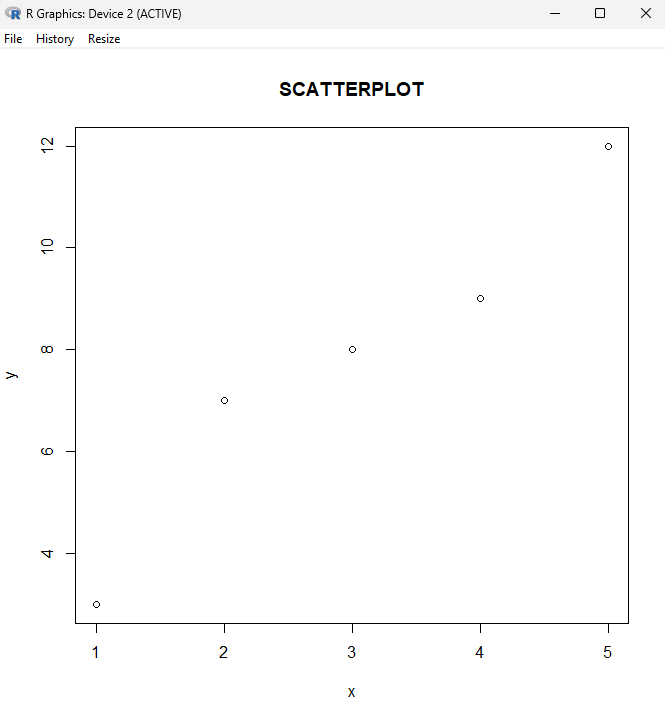 R Graphics: Device 2 (ACTIVE)
File History Resize
SCATTERPLOT
12
10
8
6
4
y
1 2 3 4 5
x